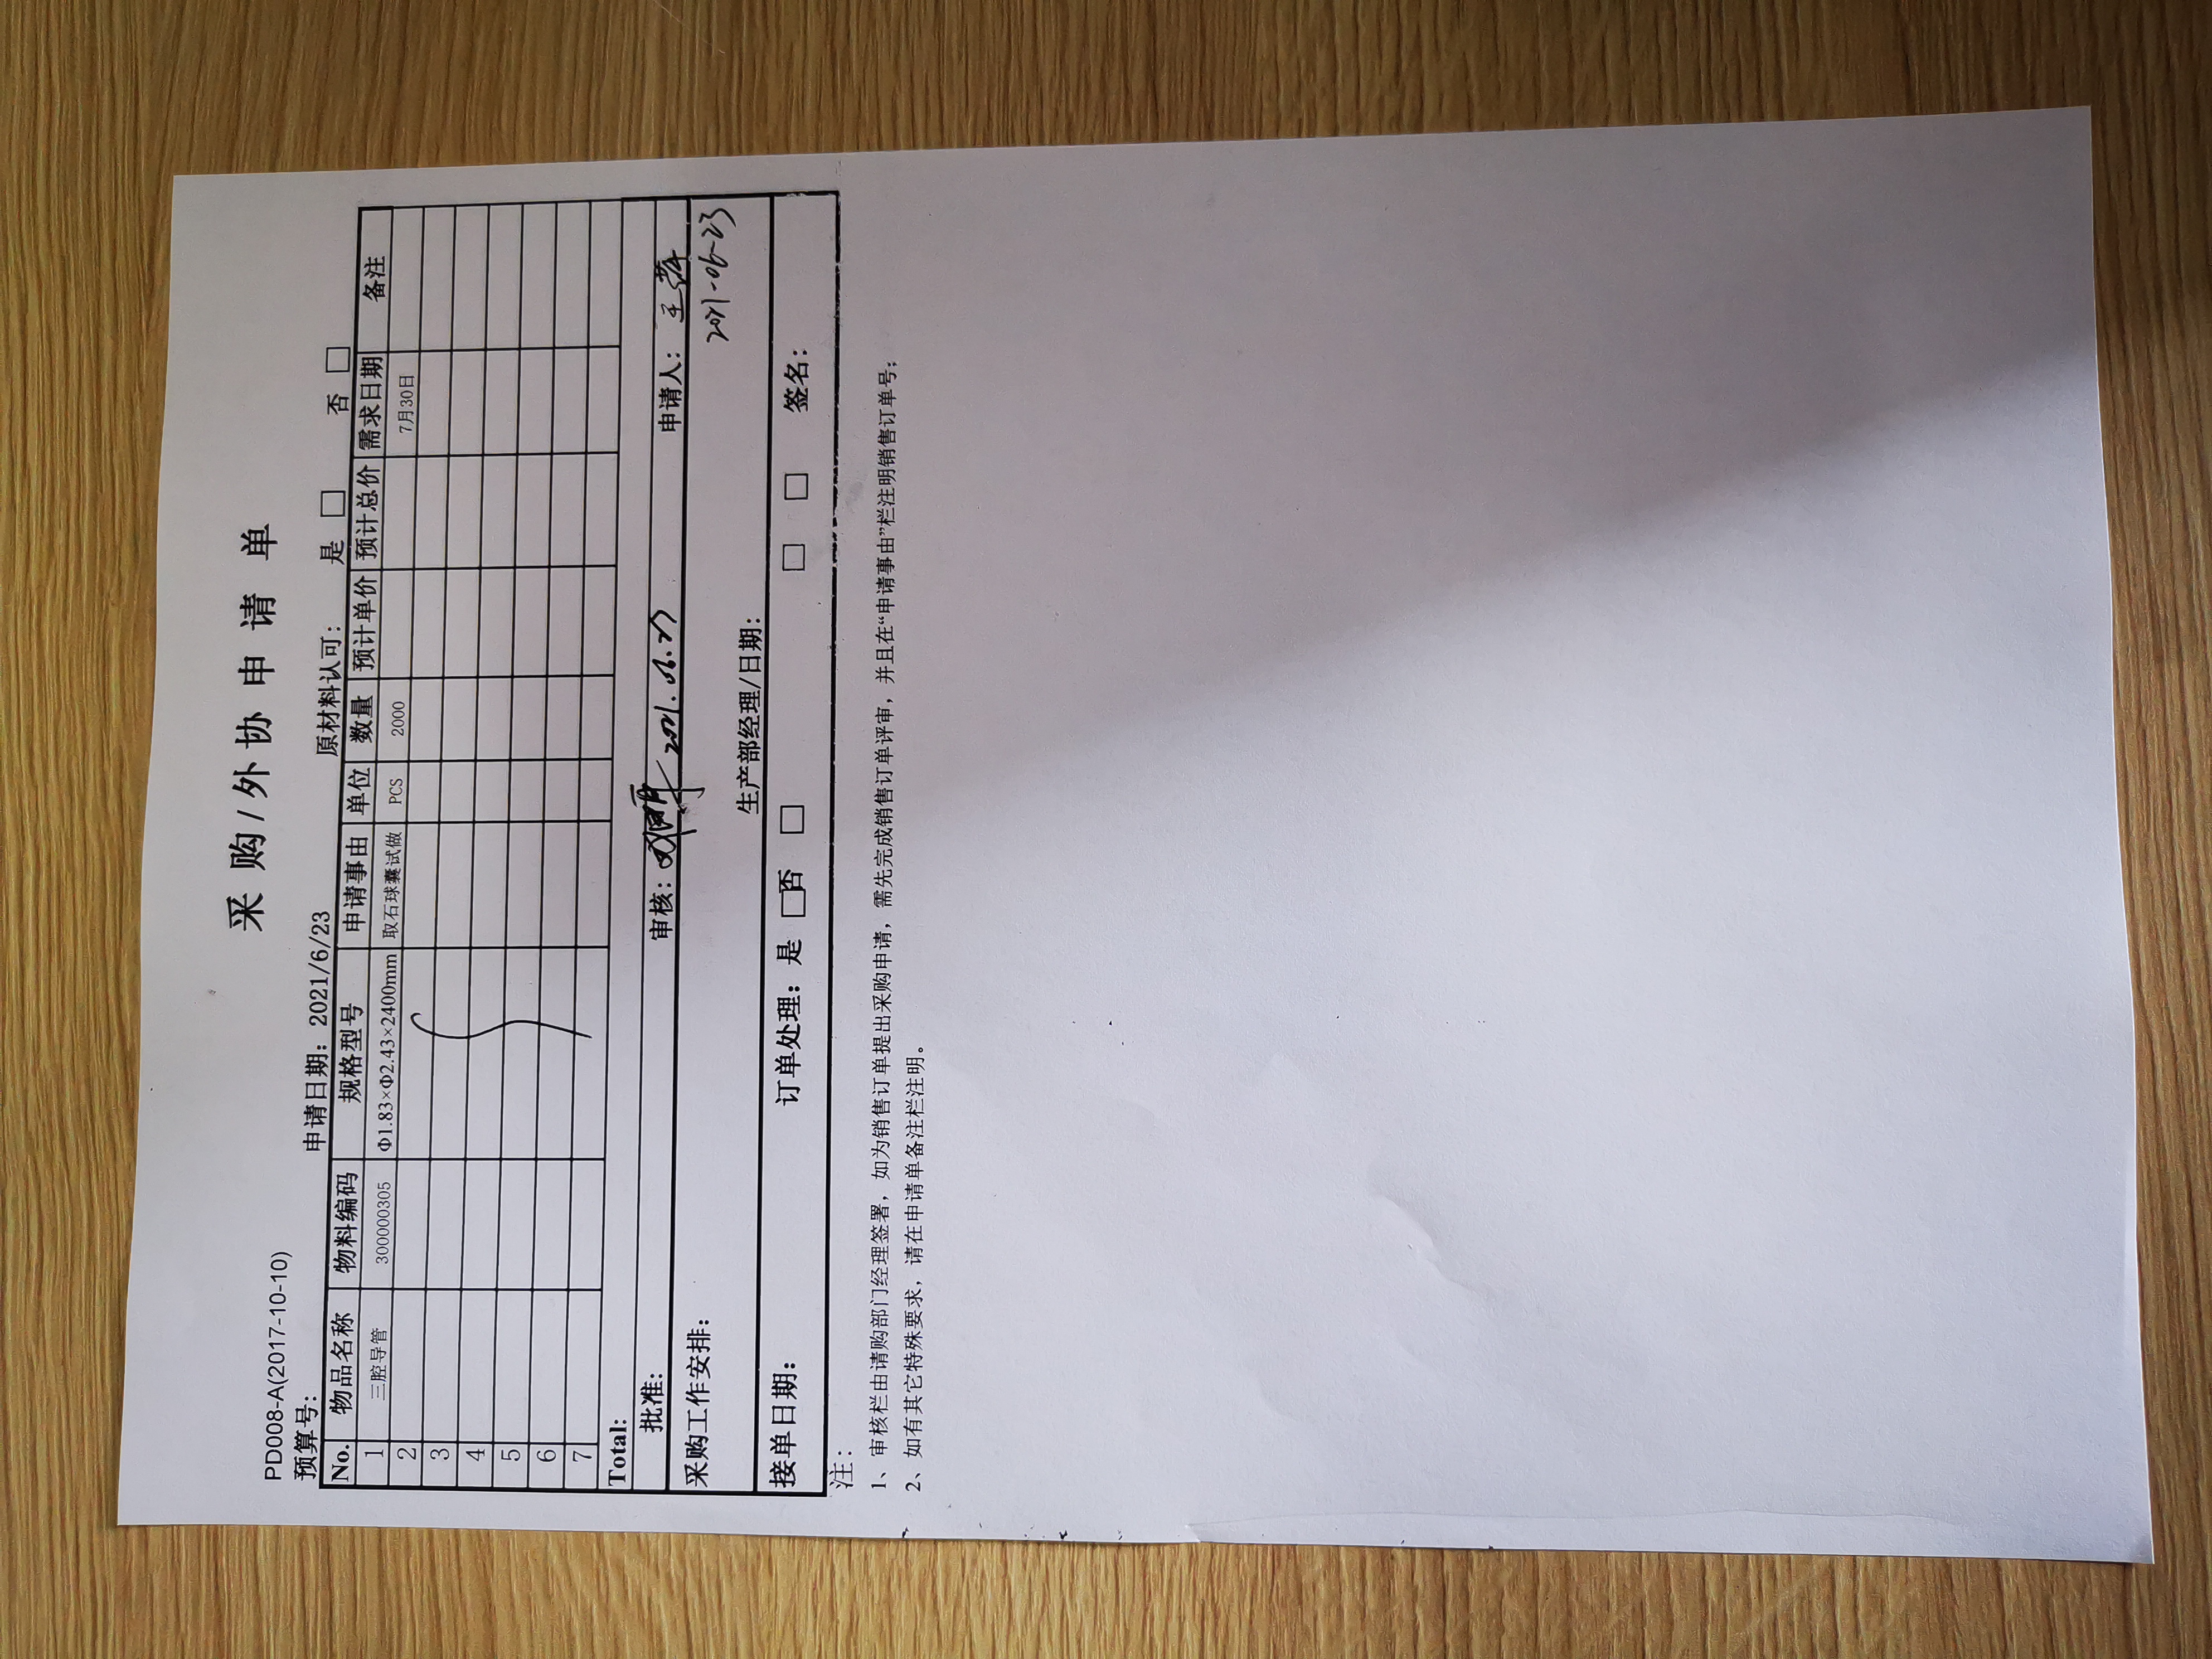 PD008-A(2017-10-10)
采购/外协申请单
预算号： 申请日期：2021/6/23 原材料认可： 是 □ 否 □
No. 物品名称 物料编码 规格型号 申请事由 单位 数量 预计单价 预计总价 需求日期 备注
1 三腔导管 300000305 Φ1.83×Φ2.43×2400mm 取石球囊试做 PCS 2000 7月30日
2
3
4
5
6
7
Total:
批准： 审核： 2021.06.23 申请人：
采购工作安排： 2021-06-23
生产部经理/日期：
接单日期： 订单处理：是 □否 □ □ □ 签名：
注：
1、审核栏由请购部门经理签署，如为销售订单提出采购申请，需先完成销售订单评审，并且在“申请事由”栏注明销售订单号；
2、如有其它特殊要求，请在申请单备注栏注明。